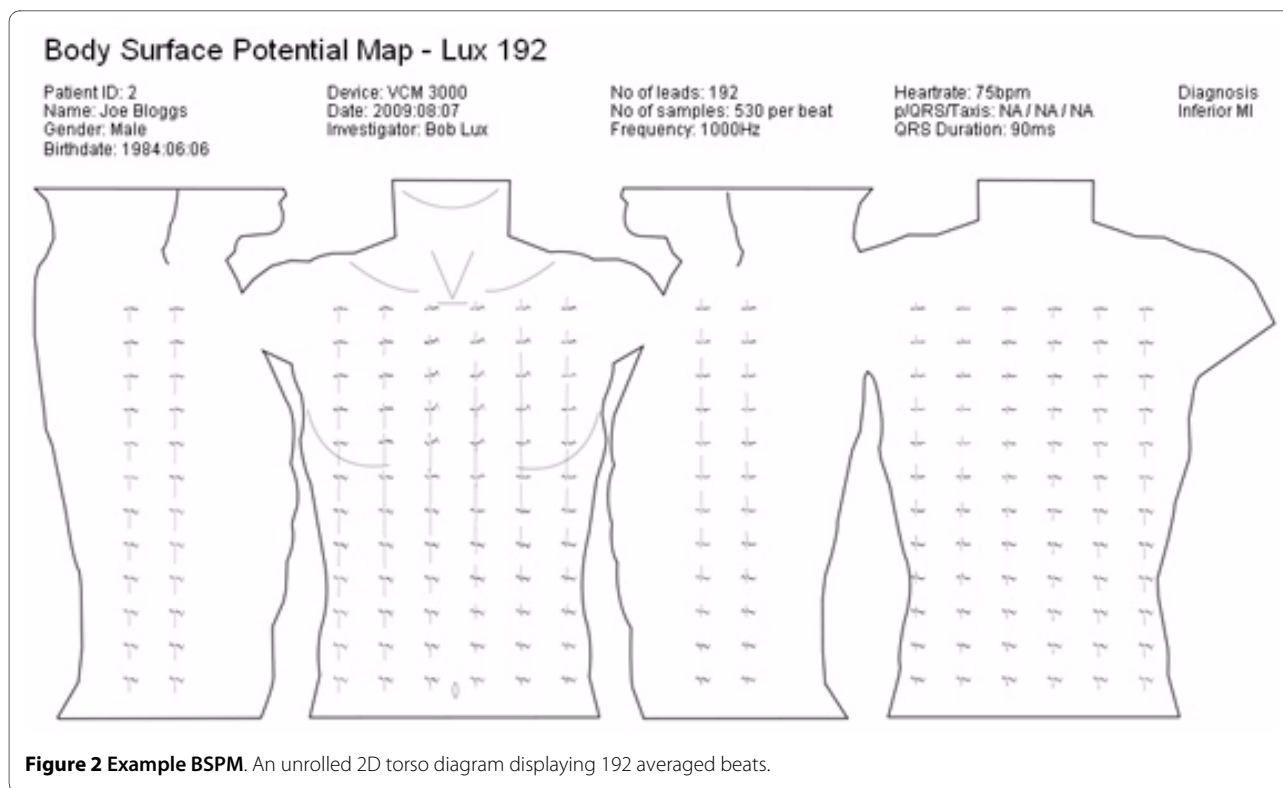 Body Surface Potential Map - Lux 192
Patient ID: 2
Name: Joe Bloggs
Gender: Male
Birthdate: 1984:06:06
Device: VCM 3000
Date: 2009:08:07
Investigator: Bob Lux
No of leads: 192
No of samples: 530 per beat
Frequency: 1000Hz
Heartrate: 75bpm
p/QRS/Taxis: NA / NA / NA
QRS Duration: 90ms
Diagnosis
Inferior MI
Figure 2 Example BSPM. An unrolled 2D torso diagram displaying 192 averaged beats.